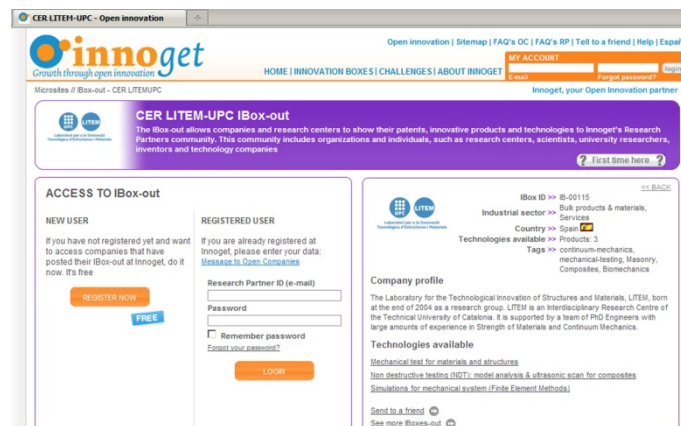 CER LITEM-UPC - Open innovation
innoget
Growth through open innovation
Open innovation | Sitemap | FAQ's OC | FAQ's RP | Tell to a friend | Help | Españ
HOME | INNOVATION BOXES | CHALLENGES | ABOUT INNOGET
MY ACCOUNT
E-mail
Forgot password?
login
Microsites // IBox-out - CER LITEMUPC
Innoget, your Open Innovation partner
UPC LITEM
CER LITEM-UPC IBox-out
The IBox-out allows companies and research centers to show their patents, innovative products and technologies to Innoget's Research
Partners community. This community includes organizations and individuals, such as research centers, scientists, university researchers,
inventors and technology companies
? First time here ?
ACCESS TO IBox-out
NEW USER
If you have not registered yet and want
to access companies that have
posted their IBox-out at Innoget, do it
now. It's free
REGISTER NOW
FREE
REGISTERED USER
If you are already registered at
Innoget, please enter your data:
Message to Open Companies
Research Partner ID (e-mail)
Password
Remember password
Forgot your password?
LOGIN
<< BACK
UPC LITEM
IBox ID >> IB-00115
Industrial sector >> Bulk products & materials,
Services
Country >> Spain
Technologies available >> Products: 3
Tags >> continuum-mechanics,
mechanical-testing, Masonry,
Composites, Biomechanics
Company profile
The Laboratory for the Technological Innovation of Structures and Materials, LITEM, born
at the end of 2004 as a research group. LITEM is an Interdisciplinary Research Centre of
the Technical University of Catalonia. It is supported by a team of PhD Engineers with
large amounts of experience in Strength of Materials and Continuum Mechanics.
Technologies available
Mechanical test for materials and structures
Non destructive testing (NDT): modal analysis & ultrasonic scan for composites
Simulations for mechanical system (Finite Element Methods)
Send to a friend
See more IBoxes-out